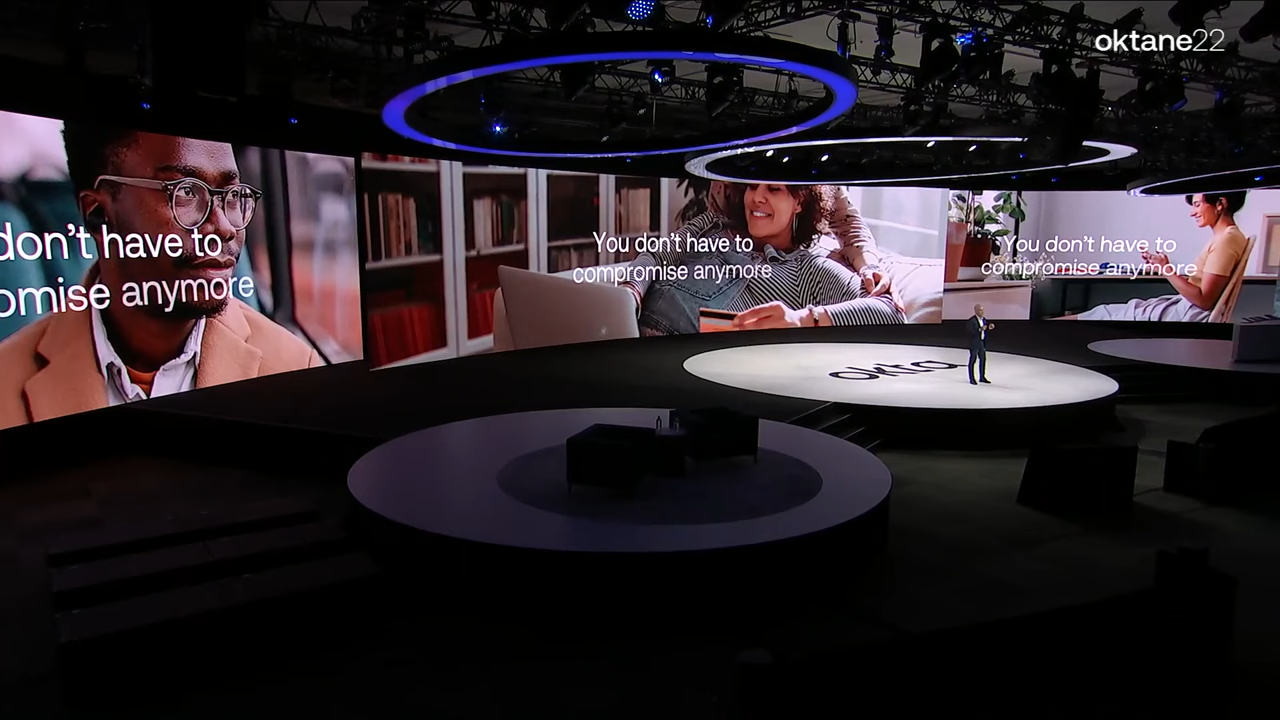 oktane22
don't have to
omise anymore
You don't have to
compromise anymore
You don't have to
compromise anymore
okta